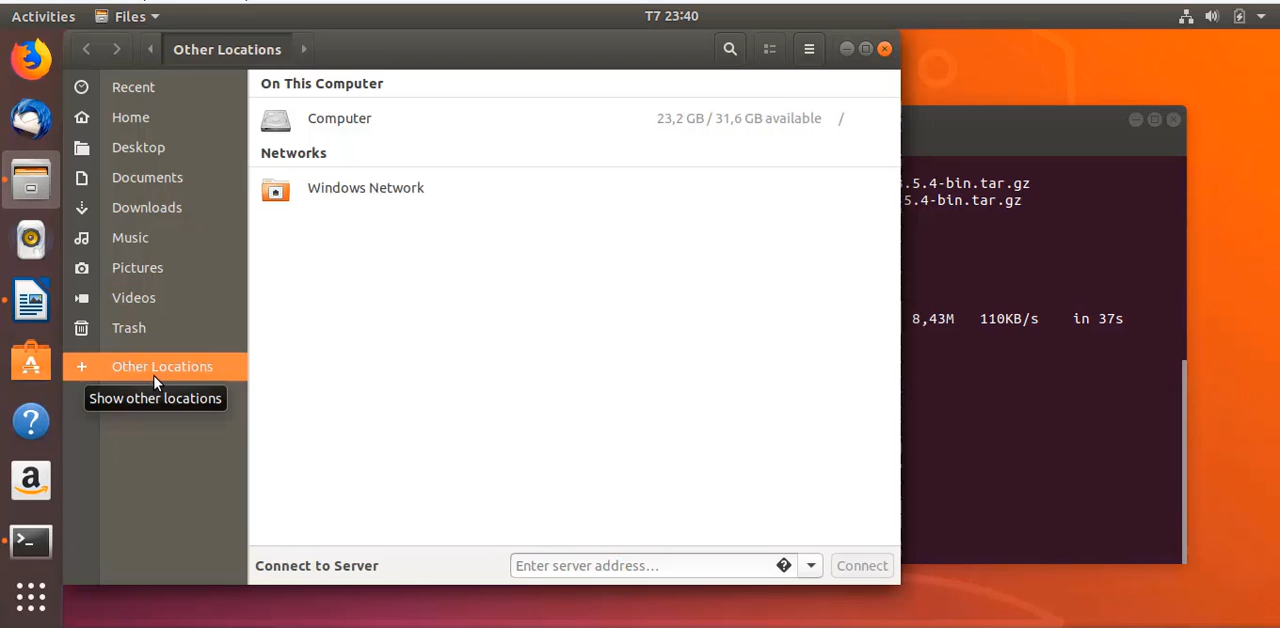 Activities
Files
T7 23:40
Other Locations
Recent
Home
Desktop
Documents
Downloads
Music
Pictures
Videos
Trash
Other Locations
Show other locations
On This Computer
Computer
23,2 GB / 31,6 GB available
/
Networks
Windows Network
Connect to Server
Enter server address...
Connect
.5.4-bin.tar.gz
5.4-bin.tar.gz
8,43M 110KB/s in 37s
a